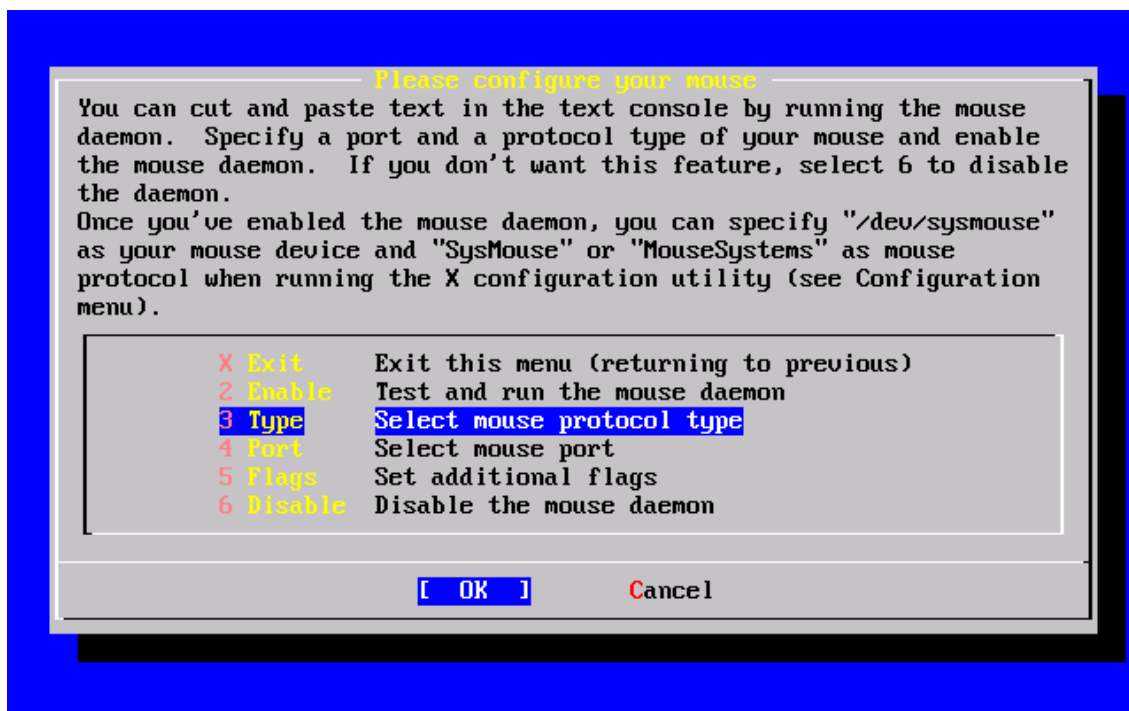 Please configure your mouse
You can cut and paste text in the text console by running the mouse
daemon.  Specify a port and a protocol type of your mouse and enable
the mouse daemon.  If you don't want this feature, select 6 to disable
the daemon.
Once you've enabled the mouse daemon, you can specify "/dev/sysmouse"
as your mouse device and "SysMouse" or "MouseSystems" as mouse
protocol when running the X configuration utility (see Configuration
menu).
X Exit     Exit this menu (returning to previous)
2 Enable   Test and run the mouse daemon
3 Type     Select mouse protocol type
4 Port     Select mouse port
5 Flags    Set additional flags
6 Disable  Disable the mouse daemon
[  OK  ]       Cancel